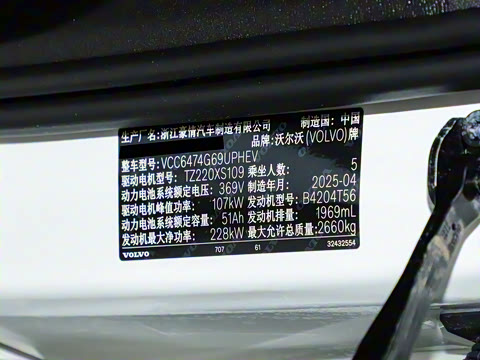 生产厂名:浙江豪情汽车制造有限公司 制造国:中国
品牌:沃尔沃(VOLVO)牌
整车型号:VCC6474G69UPHEV
驱动电机型号:TZ220XS109 乘坐人数: 5
动力电池系统额定电压: 369V 制造年月: 2025-04
驱动电机峰值功率: 107kW 发动机型号: B4204T56
动力电池系统额定容量: 51Ah 发动机排量: 1969mL
发动机最大净功率: 228kW 最大允许总质量:2660kg
VOLVO 707 61 32432554